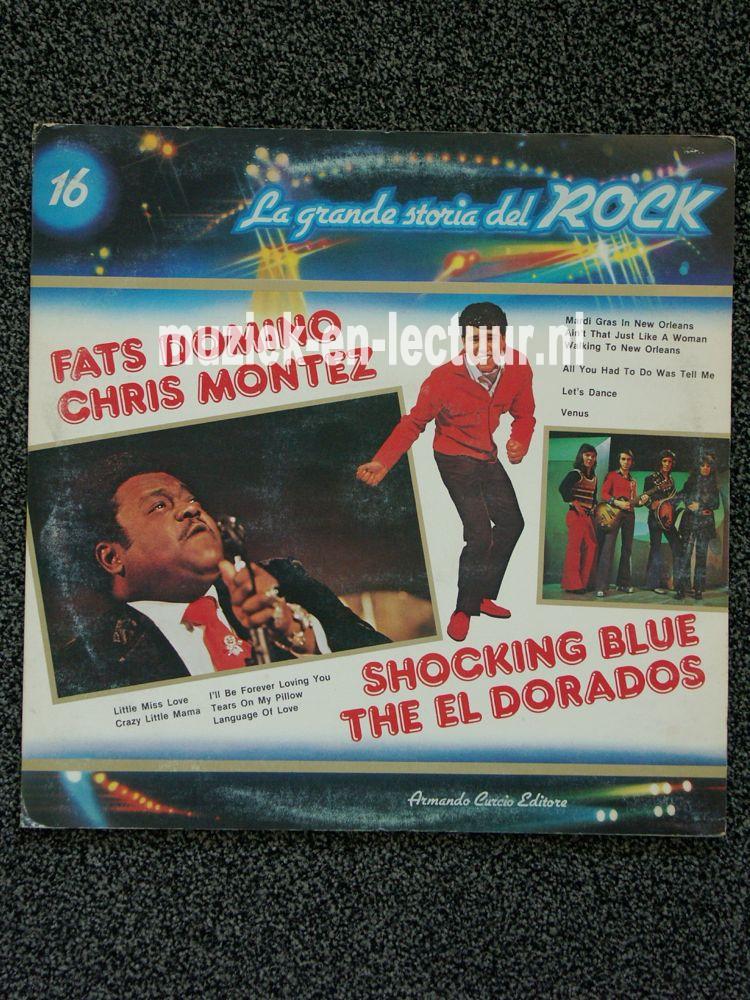 16
La grande storia del ROCK
FATS DOMINO
CHRIS MONTEZ
muziek-en-lectuur.nl
Mardi Gras In New Orleans
Ain't That Just Like A Woman
Walking To New Orleans
All You Had To Do Was Tell Me
Let's Dance
Venus
SHOCKING BLUE
THE EL DORADOS
Little Miss Love
Crazy Little Mama
I'll Be Forever Loving You
Tears On My Pillow
Language Of Love
Armando Curcio Editore